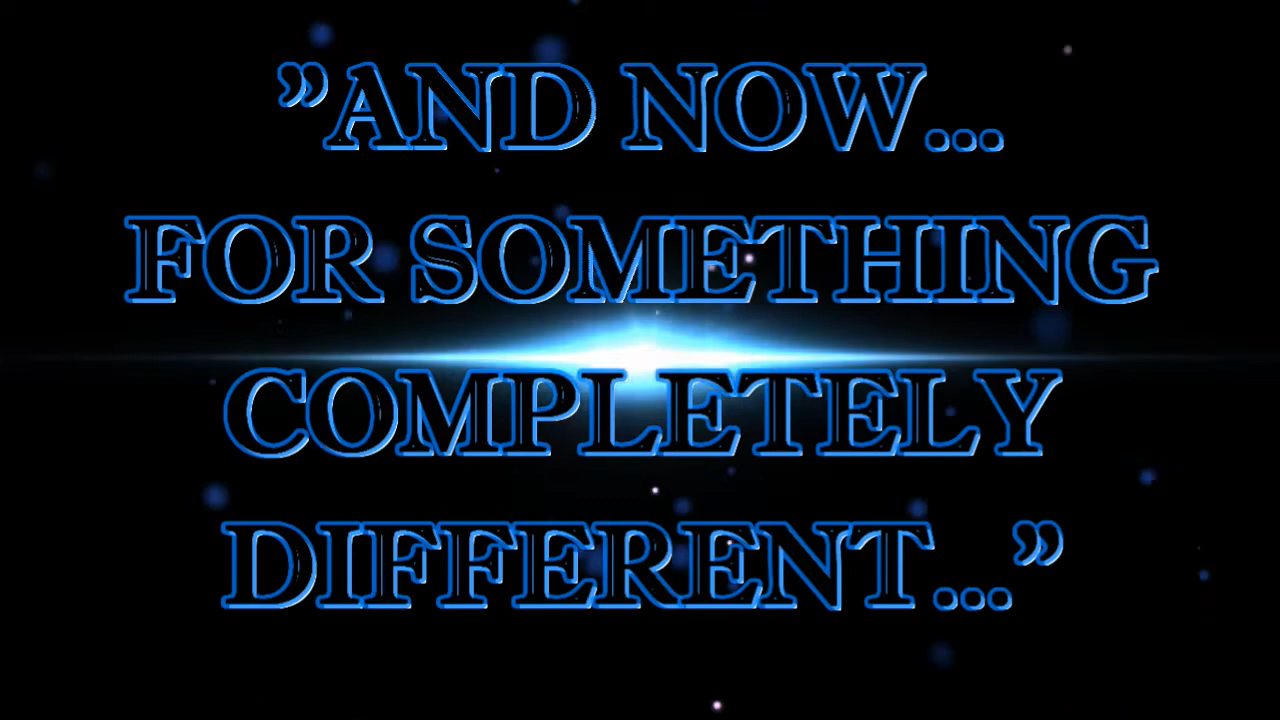 ”AND NOW...
FOR SOMETHING
COMPLETELY
DIFFERENT...”